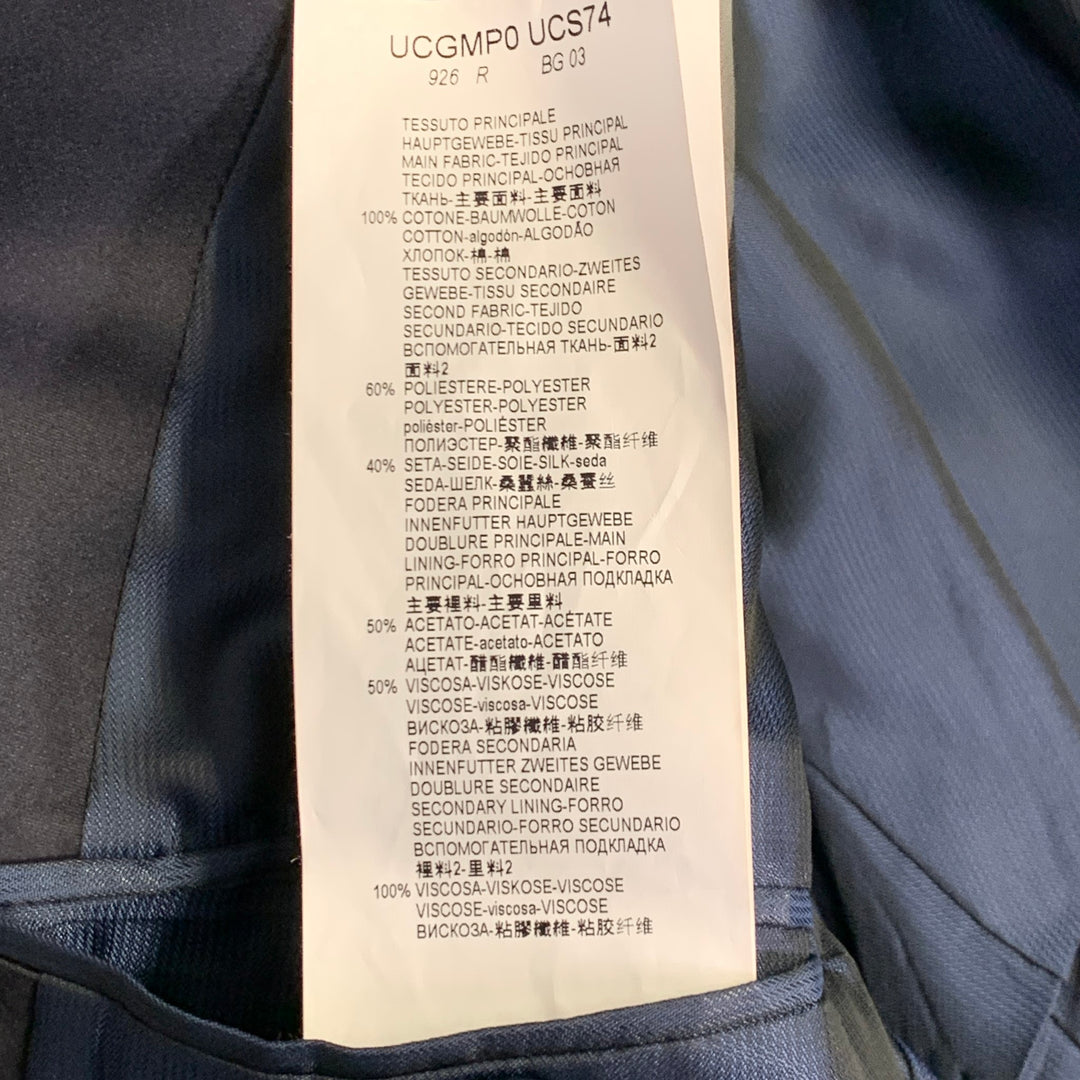 UCGMP0 UCS74
926 R BG 03
TESSUTO PRINCIPALE
HAUPTGEWEBE-TISSU PRINCIPAL
MAIN FABRIC-TEJIDO PRINCIPAL
TECIDO PRINCIPAL-ОСНОВНАЯ
ТКАНЬ-主要面料-主要面料
100% COTONE-BAUMWOLLE-COTON
COTTON-algodón-ALGODÃO
ХЛОПОК-棉-棉
TESSUTO SECONDARIO-ZWEITES
GEWEBE-TISSU SECONDAIRE
SECOND FABRIC-TEJIDO
SECUNDARIO-TECIDO SECUNDARIO
ВСПОМОГАТЕЛЬНАЯ ТКАНЬ-面料2
面料2
60% POLIESTERE-POLYESTER
POLYESTER-POLYESTER
poliéster-POLIÉSTER
ПОЛИЭСТЕР-聚酯纖維-聚酯纤维
40% SETA-SEIDE-SOIE-SILK-seda
SEDA-ШЕЛК-桑蠶絲-桑蚕丝
FODERA PRINCIPALE
INNENFUTTER HAUPTGEWEBE
DOUBLURE PRINCIPALE-MAIN
LINING-FORRO PRINCIPAL-FORRO
PRINCIPAL-ОСНОВНАЯ ПОДКЛАДКА
主要裡料-主要里料
50% ACETATO-ACETAT-ACÉTATE
ACETATE-acetato-ACETATO
АЦЕТАТ-醋酯纖維-醋酯纤维
50% VISCOSA-VISKOSE-VISCOSE
VISCOSE-viscosa-VISCOSE
ВИСКОЗА-粘膠纖維-粘胶纤维
FODERA SECONDARIA
INNENFUTTER ZWEITES GEWEBE
DOUBLURE SECONDAIRE
SECONDARY LINING-FORRO
SECUNDARIO-FORRO SECUNDARIO
ВСПОМОГАТЕЛЬНАЯ ПОДКЛАДКА
裡料2-里料2
100% VISCOSA-VISKOSE-VISCOSE
VISCOSE-viscosa-VISCOSE
ВИСКОЗА-粘膠纖維-粘胶纤维